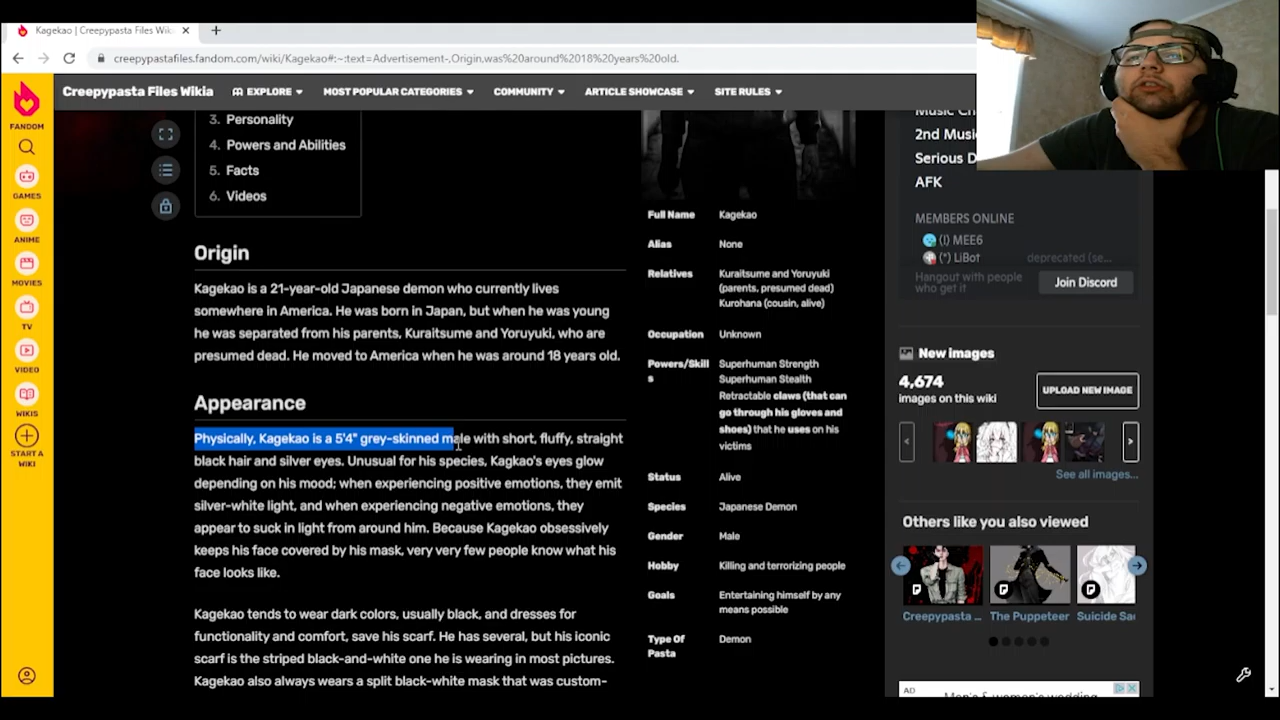 Kagekao | Creepypasta Files Wiki
creepypastafiles.fandom.com/wiki/Kagekao#:~:text=Advertisement-,Origin.was%20around%2018%20years%20old.
FANDOM
GAMES
ANIME
MOVIES
TV
VIDEO
WIKIS
START A
WIKI
Creepypasta Files Wikia
EXPLORE
MOST POPULAR CATEGORIES
COMMUNITY
ARTICLE SHOWCASE
SITE RULES
3. Personality
4. Powers and Abilities
5. Facts
6. Videos
Origin
Kagekao is a 21-year-old Japanese demon who currently lives
somewhere in America. He was born in Japan, but when he was young
he was separated from his parents, Kuraitsume and Yoruyuki, who are
presumed dead. He moved to America when he was around 18 years old.
Appearance
Physically, Kagekao is a 5'4" grey-skinned male with short, fluffy, straight
black hair and silver eyes. Unusual for his species, Kagkao's eyes glow
depending on his mood; when experiencing positive emotions, they emit
silver-white light, and when experiencing negative emotions, they
appear to suck in light from around him. Because Kagekao obsessively
keeps his face covered by his mask, very very few people know what his
face looks like.
Kagekao tends to wear dark colors, usually black, and dresses for
functionality and comfort, save his scarf. He has several, but his iconic
scarf is the striped black-and-white one he is wearing in most pictures.
Kagekao also always wears a split black-white mask that was custom-
Full Name Kagekao
Alias None
Relatives Kuraitsume and Yoruyuki
(parents, presumed dead)
Kurohana (cousin, alive)
Occupation Unknown
Powers/Skill Superhuman Strength
s Superhuman Stealth
Retractable claws (that can
go through his gloves and
shoes) that he uses on his
victims
Status Alive
Species Japanese Demon
Gender Male
Hobby Killing and terrorizing people
Goals Entertaining himself by any
means possible
Type Of Demon
Pasta
Music Ch
2nd Musi
Serious D
AFK
MEMBERS ONLINE
(!) MEE6
(*) LiBot deprecated (se...
Hangout with people
who get it
Join Discord
New images
4,674
images on this wiki
UPLOAD NEW IMAGE
See all images...
Others like you also viewed
Creepypasta ...
The Puppeteer
Suicide Sad
AD
Men's & women's wedding